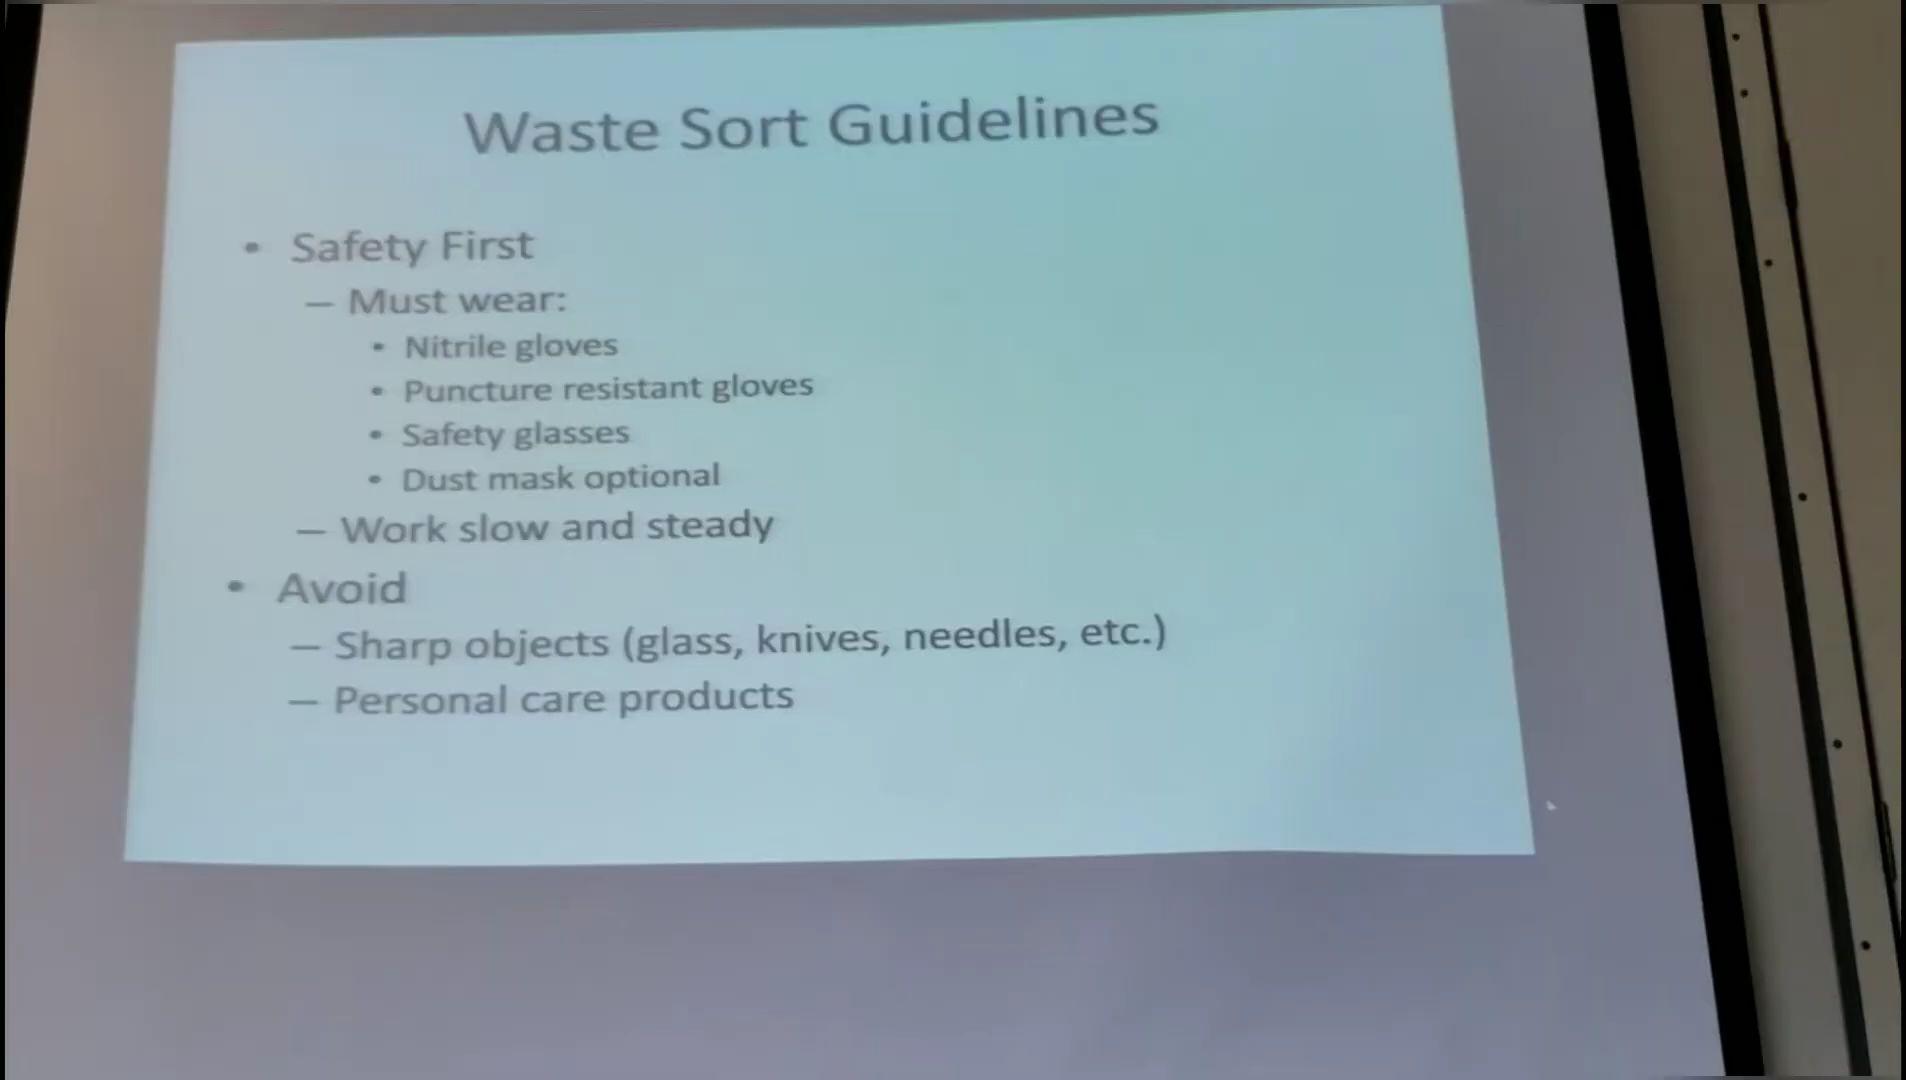 Waste Sort Guidelines
• Safety First
– Must wear:
• Nitrile gloves
• Puncture resistant gloves
• Safety glasses
• Dust mask optional
– Work slow and steady
• Avoid
– Sharp objects (glass, knives, needles, etc.)
– Personal care products